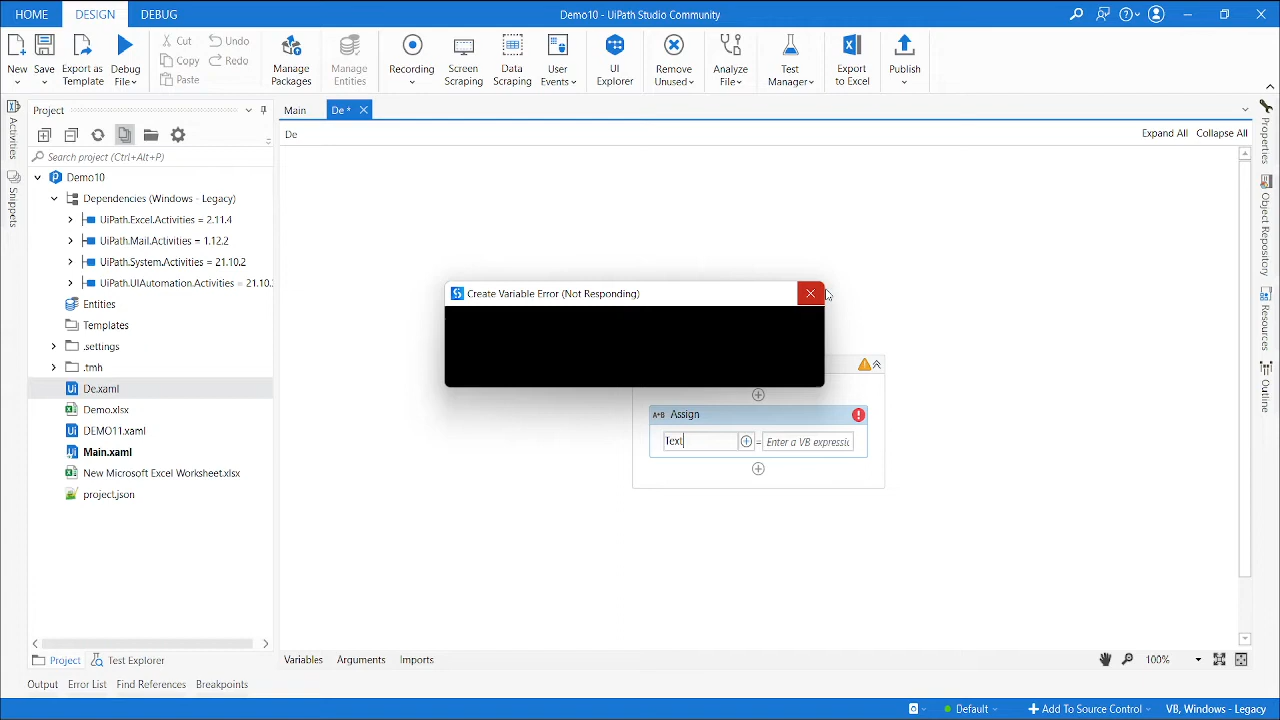 HOME
DESIGN
DEBUG
Demo10 - UiPath Studio Community
New
Save
Export as Template
Debug File
Cut
Copy
Paste
Undo
Redo
Manage Packages
Manage Entities
Recording
Screen Scraping
Data Scraping
User Events
UI Explorer
Remove Unused
Analyze File
Test Manager
Export to Excel
Publish
Activities
Snippets
Project
Search project (Ctrl+Alt+P)
Demo10
Dependencies (Windows - Legacy)
UiPath.Excel.Activities = 2.11.4
UiPath.Mail.Activities = 1.12.2
UiPath.System.Activities = 21.10.2
UiPath.UIAutomation.Activities = 21.10.
Entities
Templates
.settings
.tmh
De.xaml
Demo.xlsx
DEMO11.xaml
Main.xaml
New Microsoft Excel Worksheet.xlsx
project.json
Project
Test Explorer
Main
De *
De
Expand All
Collapse All
Create Variable Error (Not Responding)
A+B Assign
Text
=
Enter a VB expressic
Variables
Arguments
Imports
100%
Properties
Object Repository
Resources
Outline
Output
Error List
Find References
Breakpoints
0
Default
Add To Source Control
VB, Windows - Legacy